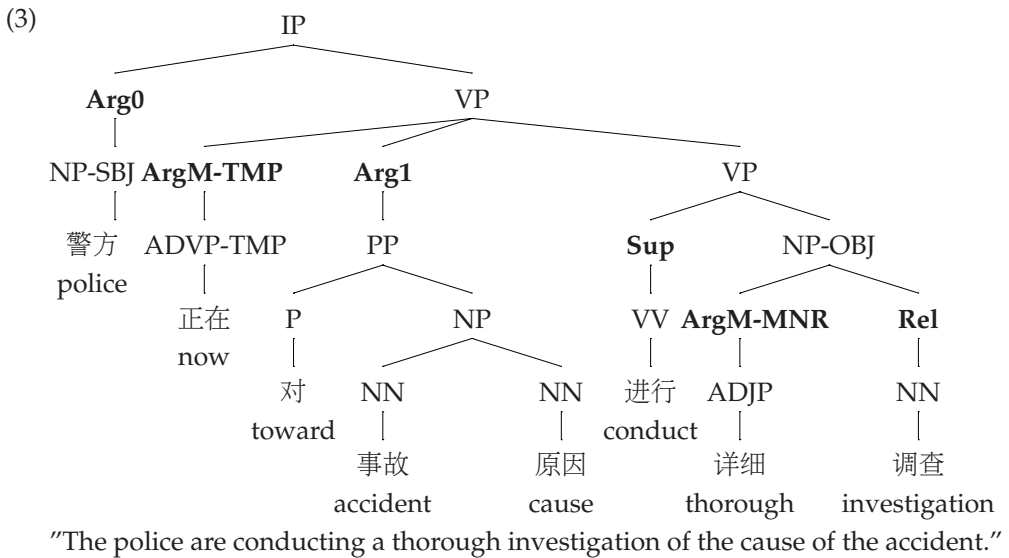 (3)
IP
Arg0 VP
NP-SBJ ArgM-TMP Arg1 VP
警方 ADVP-TMP PP Sup NP-OBJ
police
正在 P NP VV ArgM-MNR Rel
now
对 NN NN 进行 ADJP NN
toward conduct
事故 原因 详细 调查
accident cause thorough investigation
"The police are conducting a thorough investigation of the cause of the accident."